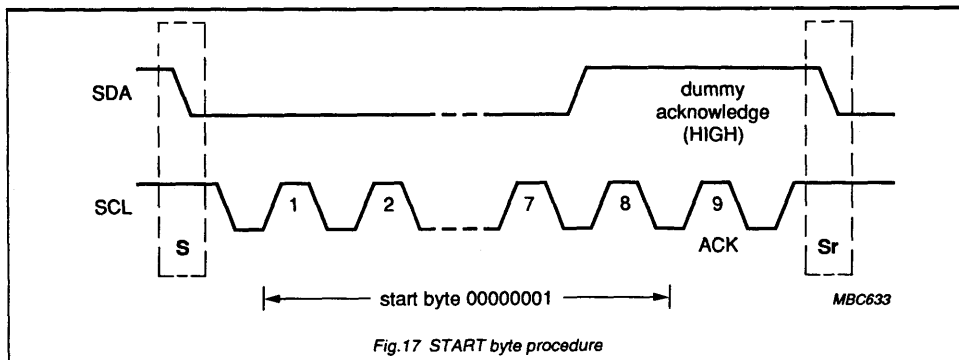 SDA
dummy
acknowledge
(HIGH)
SCL
1 2 7 8 9
S
ACK
Sr
start byte 00000001
MBC633
Fig.17 START byte procedure